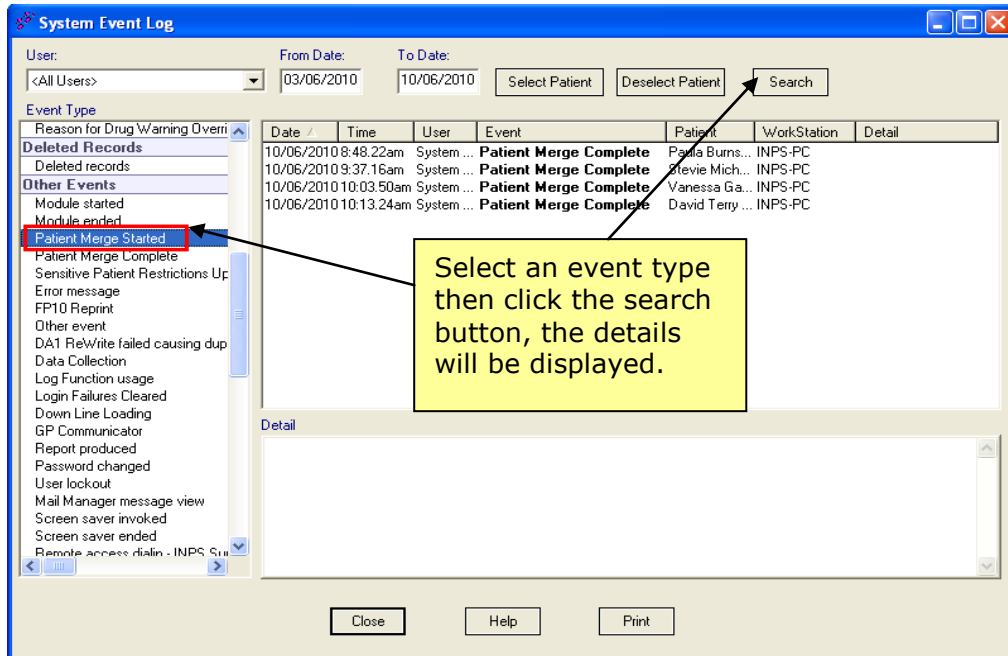 System Event Log
User: From Date: To Date:
<All Users> 03/06/2010 10/06/2010 Select Patient Deselect Patient Search
Event Type
Reason for Drug Warning Overri
Deleted Records
Deleted records
Other Events
Module started
Module ended
Patient Merge Started
Patient Merge Complete
Sensitive Patient Restrictions Up
Error message
FP10 Reprint
Other event
DA1 ReWrite failed causing dup
Data Collection
Log Function usage
Login Failures Cleared
Down Line Loading
GP Communicator
Report produced
Password changed
User lockout
Mail Manager message view
Screen saver invoked
Screen saver ended
Remote access dialin - INPS Su
Date Time User Event Patient WorkStation Detail
10/06/2010 8:48.22am System ... Patient Merge Complete Paula Burns... INPS-PC
10/06/2010 9:37.16am System ... Patient Merge Complete Stevie Mich... INPS-PC
10/06/2010 10:03.50am System ... Patient Merge Complete Vanessa Ga... INPS-PC
10/06/2010 10:13.24am System ... Patient Merge Complete David Terry ... INPS-PC
Select an event type
then click the search
button, the details
will be displayed.
Detail
Close Help Print